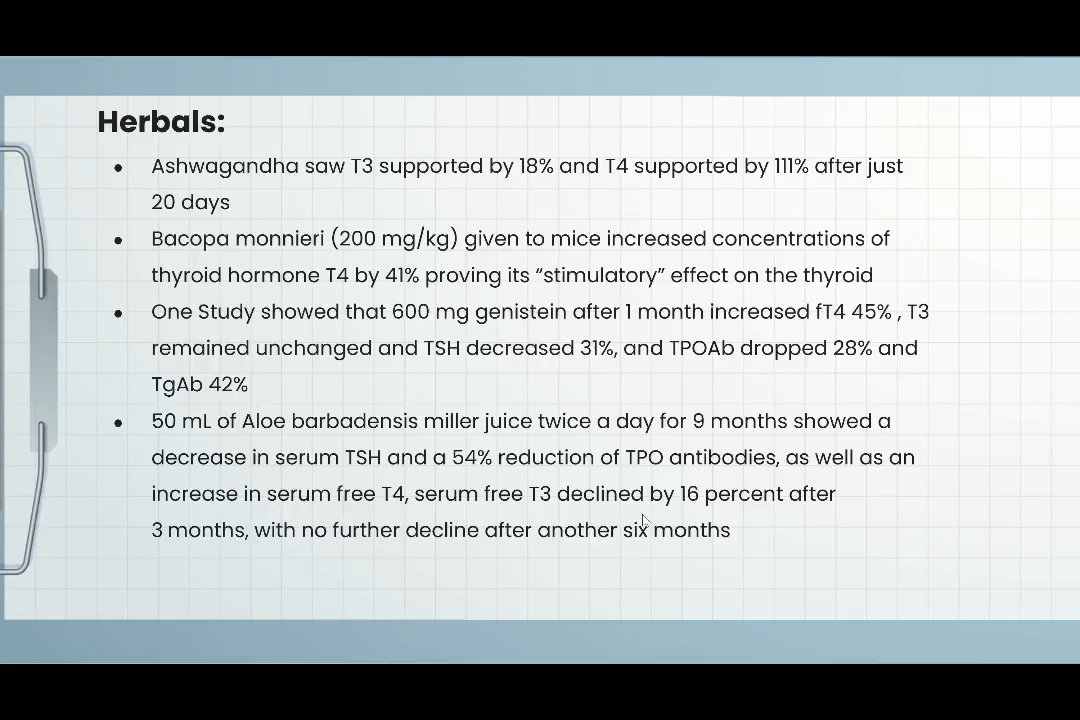 Herbals:
● Ashwagandha saw T3 supported by 18% and T4 supported by 111% after just
20 days
● Bacopa monnieri (200 mg/kg) given to mice increased concentrations of
thyroid hormone T4 by 41% proving its “stimulatory” effect on the thyroid
● One Study showed that 600 mg genistein after 1 month increased fT4 45% , T3
remained unchanged and TSH decreased 31%, and TPOAb dropped 28% and
TgAb 42%
● 50 mL of Aloe barbadensis miller juice twice a day for 9 months showed a
decrease in serum TSH and a 54% reduction of TPO antibodies, as well as an
increase in serum free T4, serum free T3 declined by 16 percent after
3 months, with no further decline after another six months